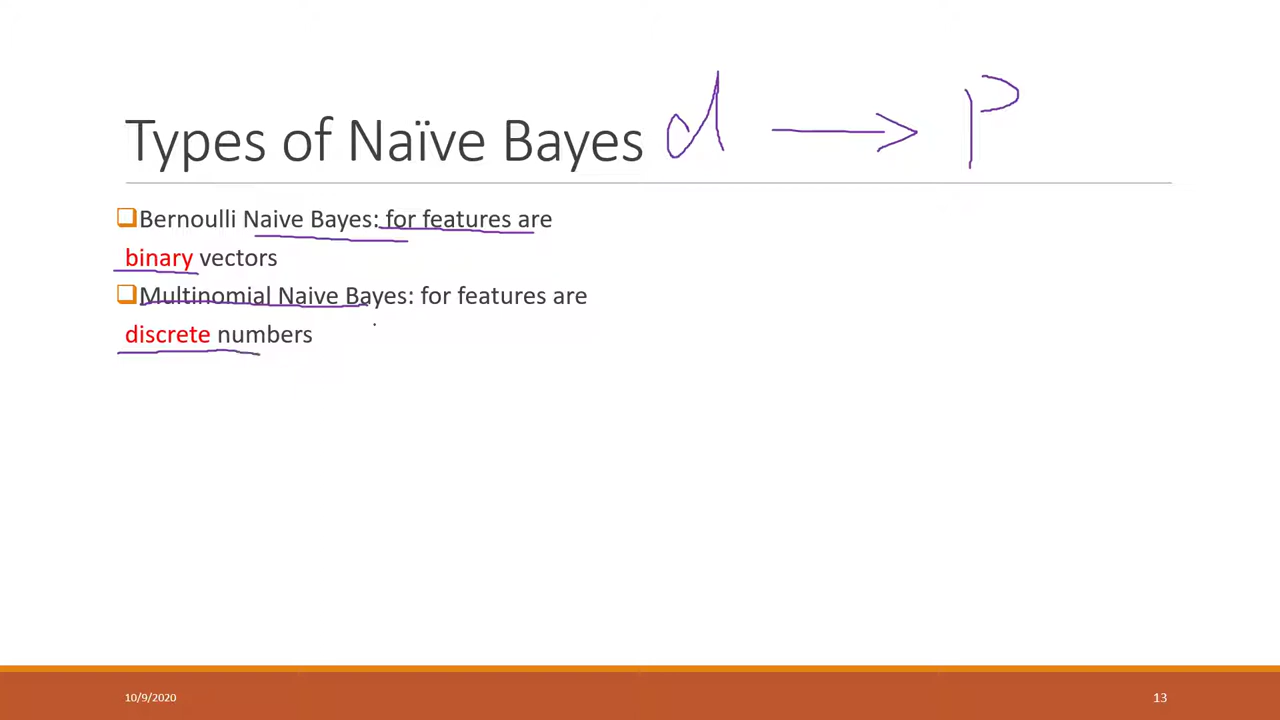 Types of Naïve Bayes d → P
❑Bernoulli Naive Bayes: for features are
binary vectors
❑Multinomial Naive Bayes: for features are
discrete numbers
10/9/2020 13